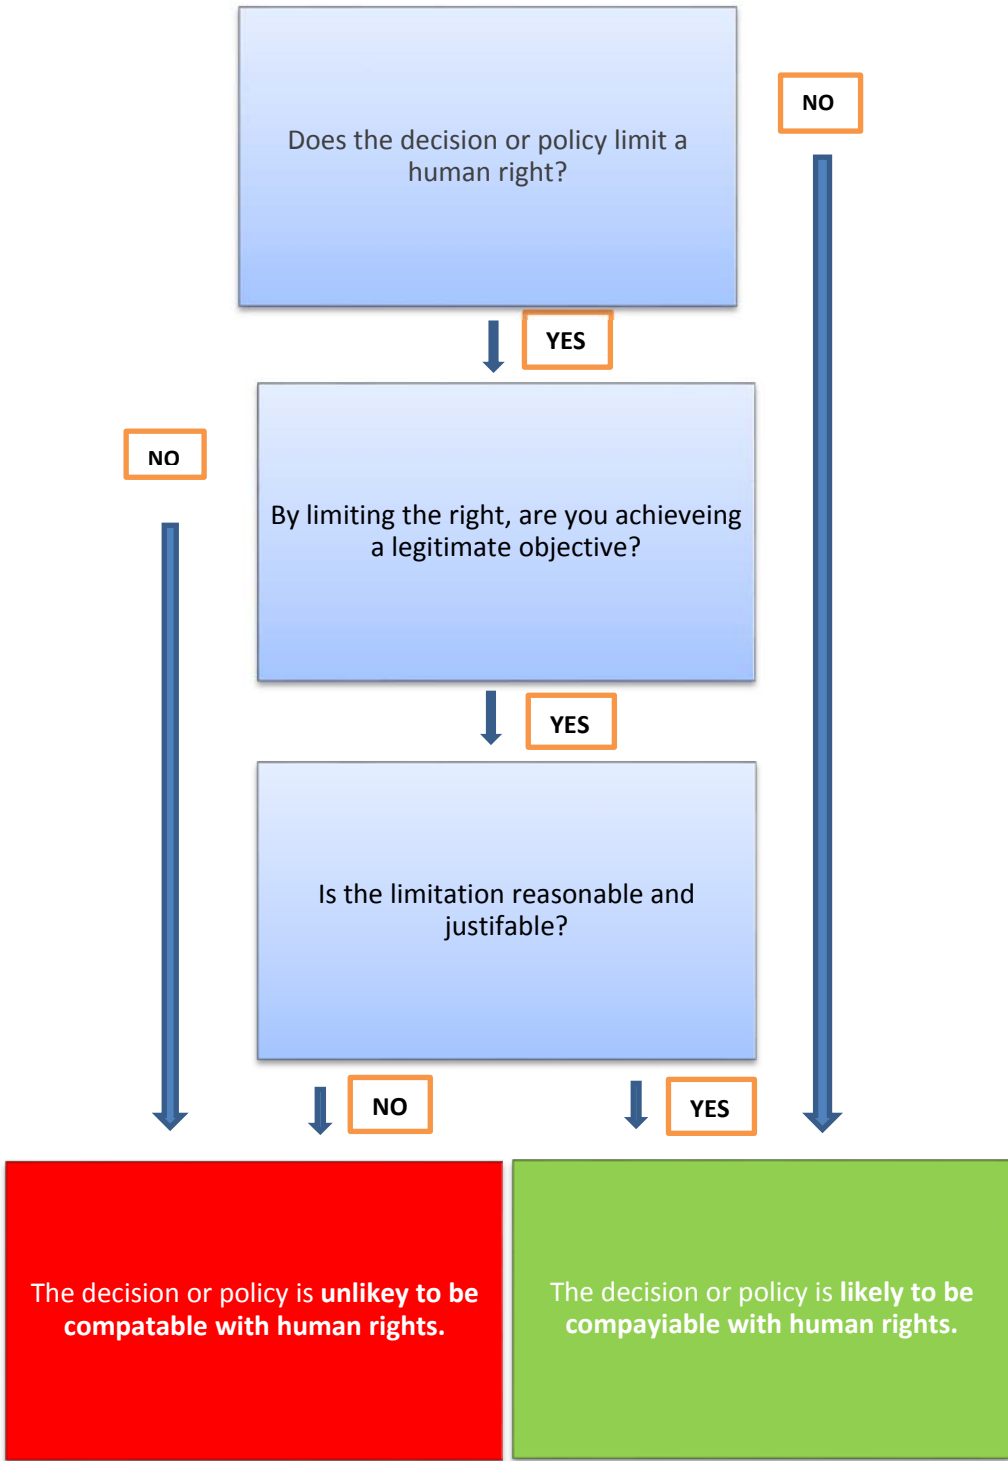 Does the decision or policy limit a
human right?
NO
YES
NO
By limiting the right, are you achieveing
a legitimate objective?
YES
Is the limitation reasonable and
justifable?
NO
YES
The decision or policy is unlikey to be
compatable with human rights.
The decision or policy is likely to be
compayiable with human rights.